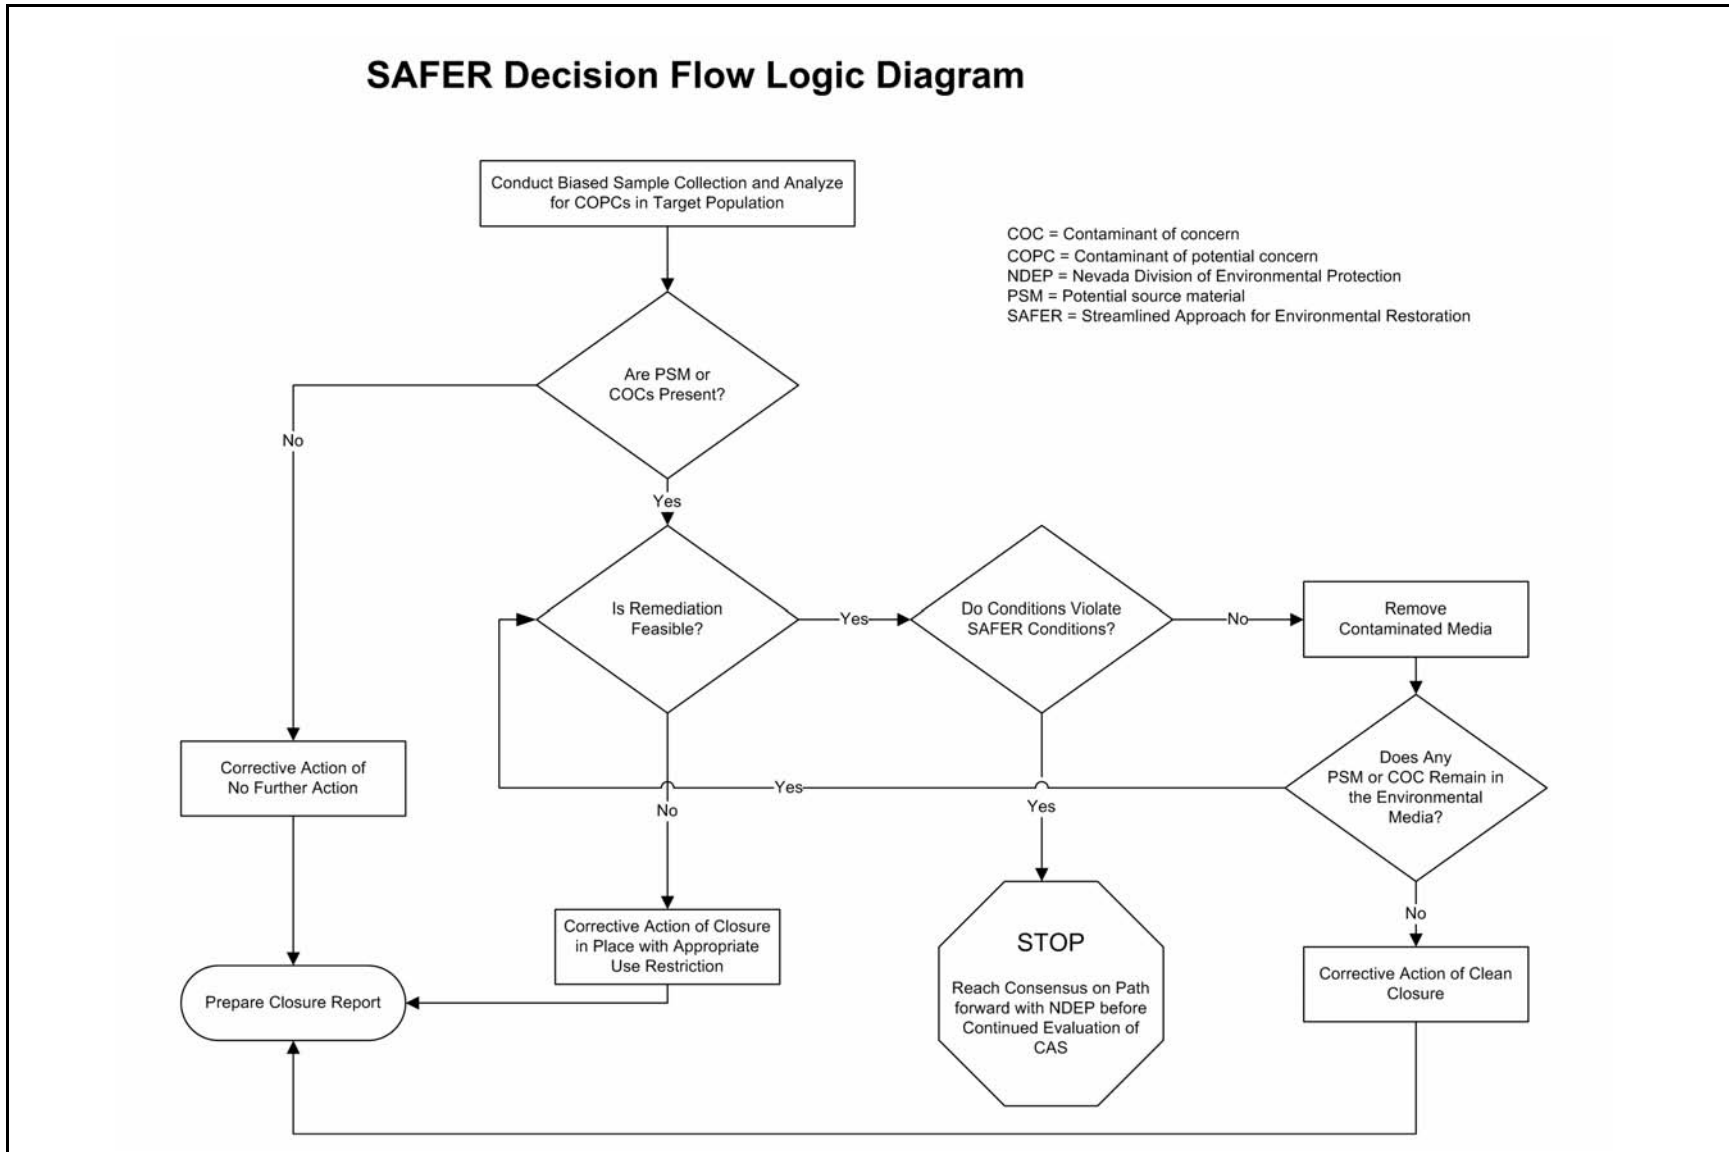 SAFER Decision Flow Logic Diagram
Conduct Biased Sample Collection and Analyze
for COPCs in Target Population
COC = Contaminant of concern
COPC = Contaminant of potential concern
NDEP = Nevada Division of Environmental Protection
PSM = Potential source material
SAFER = Streamlined Approach for Environmental Restoration
Are PSM or
COCs Present?
No
Yes
Is Remediation
Feasible?
Yes
Do Conditions Violate
SAFER Conditions?
No
Remove
Contaminated Media
Does Any
PSM or COC Remain in
the Environmental
Media?
Yes
No
Yes
Corrective Action of
No Further Action
No
Corrective Action of Closure
in Place with Appropriate
Use Restriction
STOP
Reach Consensus on Path
forward with NDEP before
Continued Evaluation of
CAS
Corrective Action of Clean
Closure
Prepare Closure Report